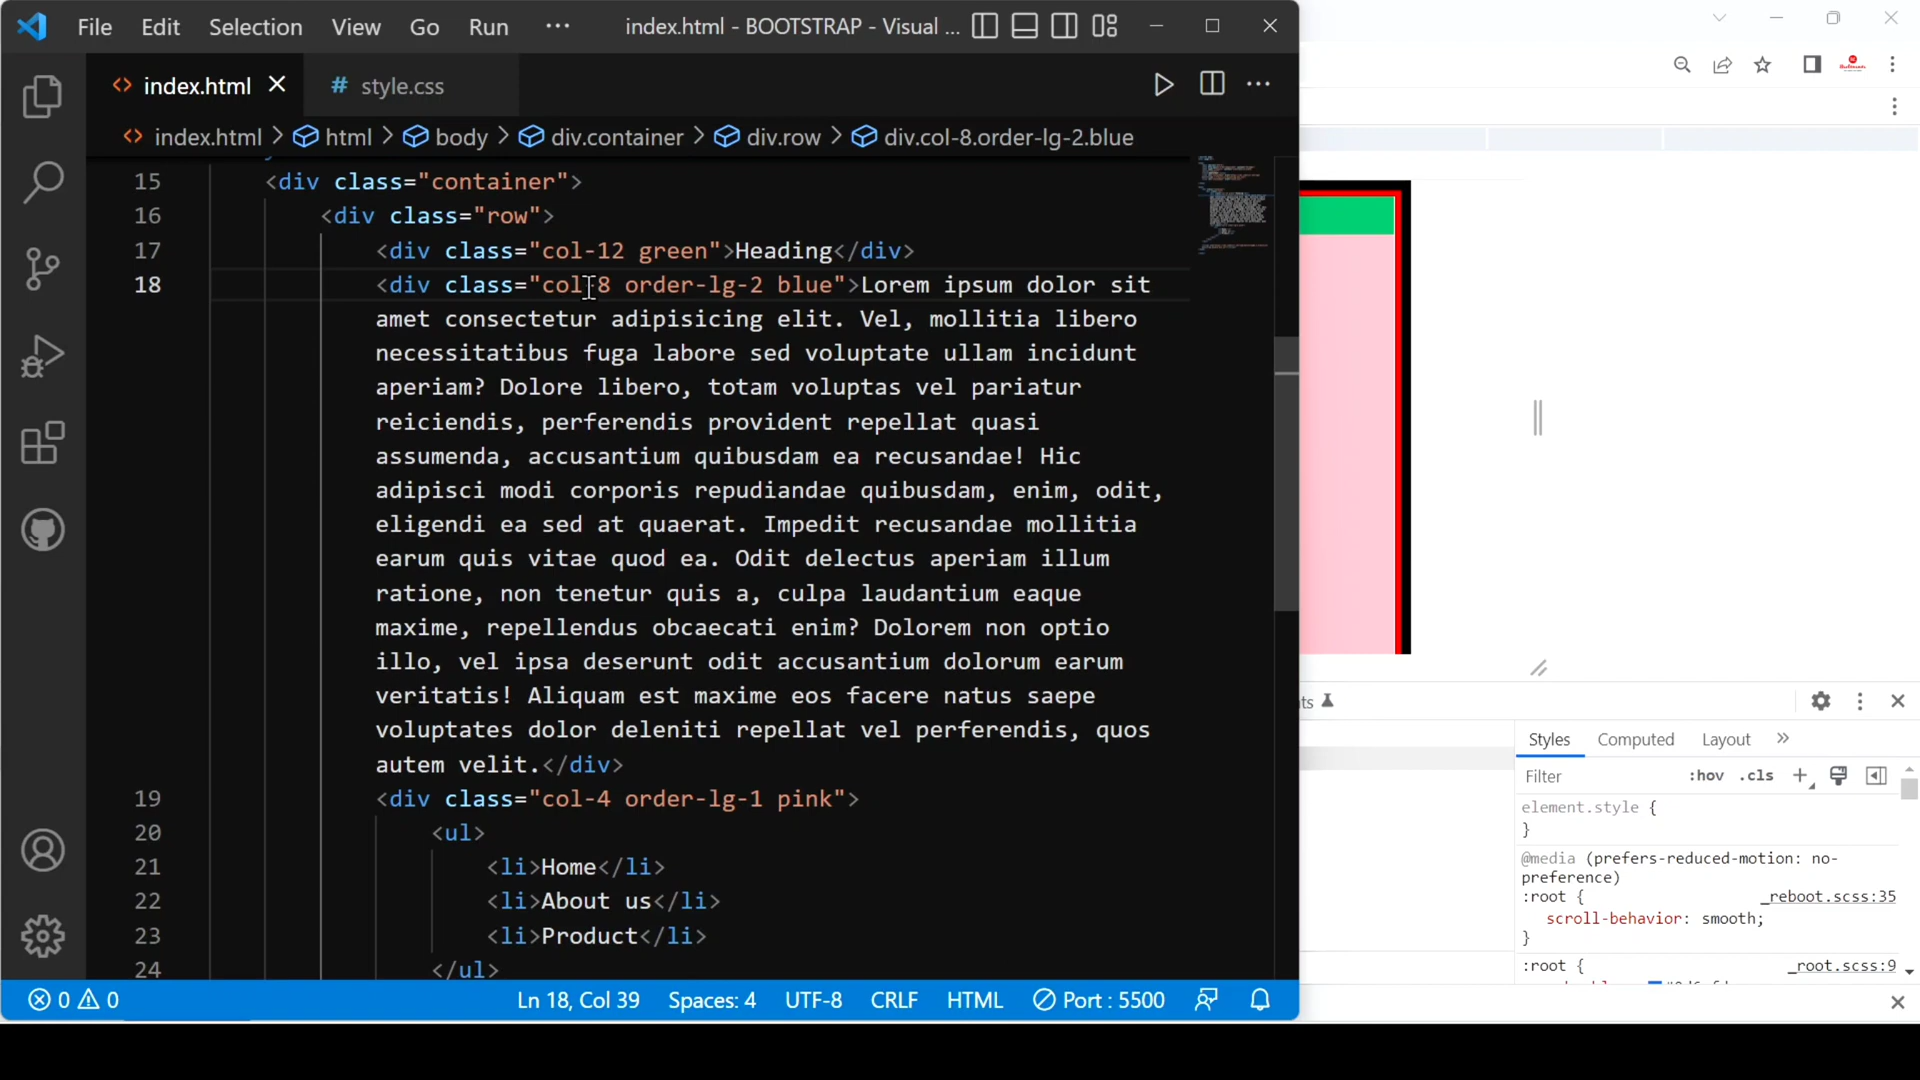 File Edit Selection View Go Run ··· index.html - BOOTSTRAP - Visual ...
index.html # style.css
index.html > html > body > div.container > div.row > div.col-8.order-lg-2.blue
15 <div class="container">
16 <div class="row">
17 <div class="col-12 green">Heading</div>
18 <div class="col-8 order-lg-2 blue">Lorem ipsum dolor sit
amet consectetur adipisicing elit. Vel, mollitia libero
necessitatibus fuga labore sed voluptate ullam incidunt
aperiam? Dolore libero, totam voluptas vel pariatur
reiciendis, perferendis provident repellat quasi
assumenda, accusantium quibusdam ea recusandae! Hic
adipisci modi corporis repudiandae quibusdam, enim, odit,
eligendi ea sed at quaerat. Impedit recusandae mollitia
earum quis vitae quod ea. Odit delectus aperiam illum
ratione, non tenetur quis a, culpa laudantium eaque
maxime, repellendus obcaecati enim? Dolorem non optio
illo, vel ipsa deserunt odit accusantium dolorum earum
veritatis! Aliquam est maxime eos facere natus saepe
voluptates dolor deleniti repellat vel perferendis, quos
autem velit.</div>
19 <div class="col-4 order-lg-1 pink">
20 <ul>
21 <li>Home</li>
22 <li>About us</li>
23 <li>Product</li>
24 </ul>
0 0 Ln 18, Col 39 Spaces: 4 UTF-8 CRLF HTML Port : 5500
Styles Computed Layout »
Filter :hov .cls +
element.style {
}
@media (prefers-reduced-motion: no-
preference)
:root { _reboot.scss:35
scroll-behavior: smooth;
}
:root { _root.scss:9